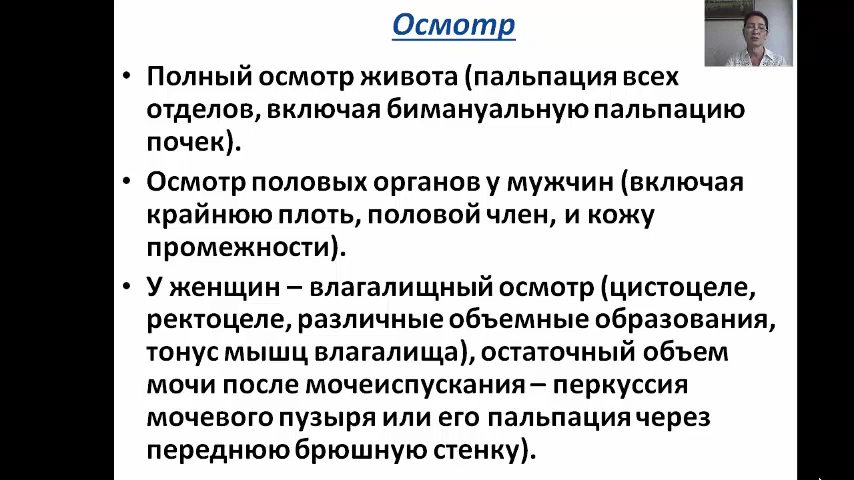 Осмотр
• Полный осмотр живота (пальпация всех
отделов, включая бимануальную пальпацию
почек).
• Осмотр половых органов у мужчин (включая
крайнюю плоть, половой член, и кожу
промежности).
• У женщин – влагалищный осмотр (цистоцеле,
ректоцеле, различные объемные образования,
тонус мышц влагалища), остаточный объем
мочи после мочеиспускания – перкуссия
мочевого пузыря или его пальпация через
переднюю брюшную стенку).